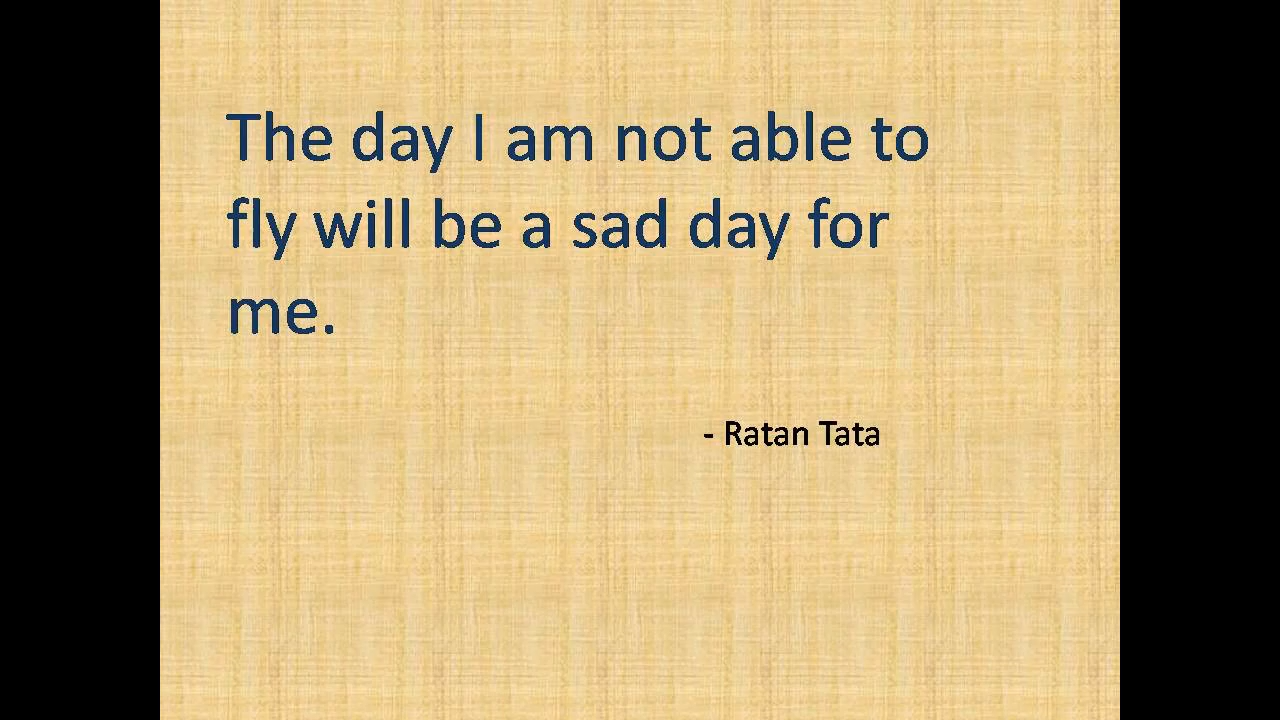 The day I am not able to
fly will be a sad day for
me.
- Ratan Tata